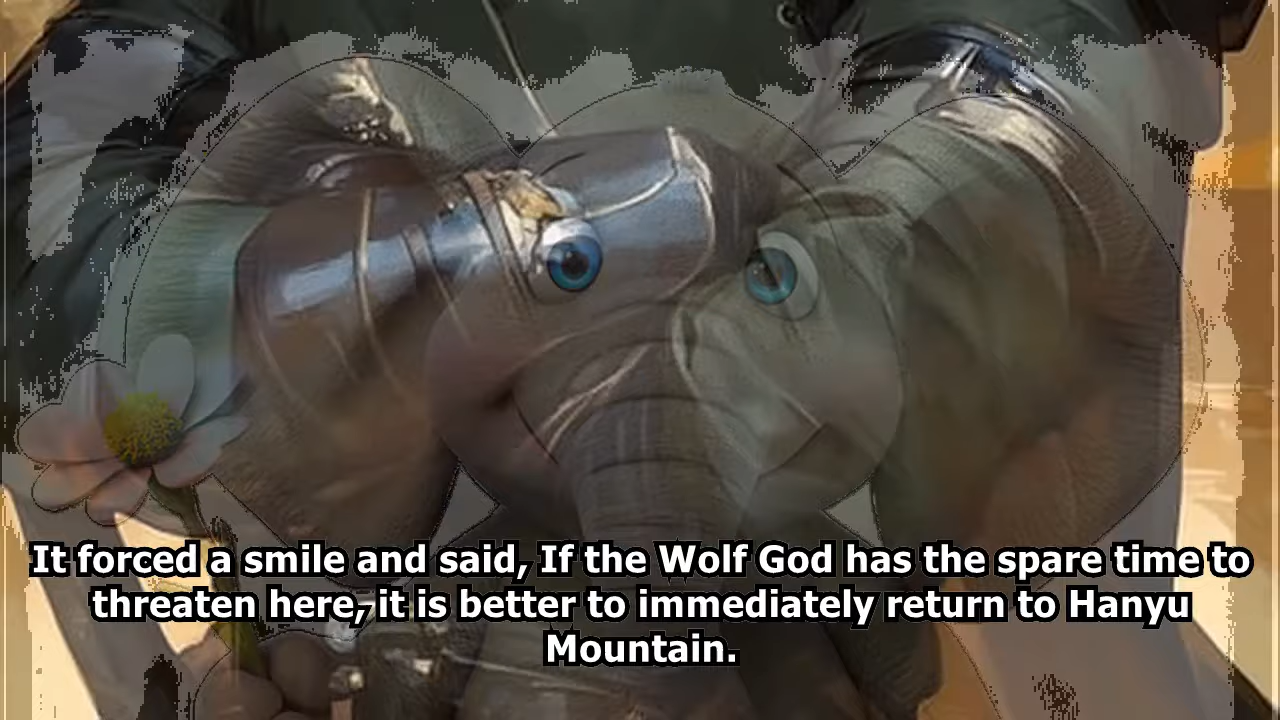 It forced a smile and said, If the Wolf God has the spare time to
threaten here, it is better to immediately return to Hanyu
Mountain.